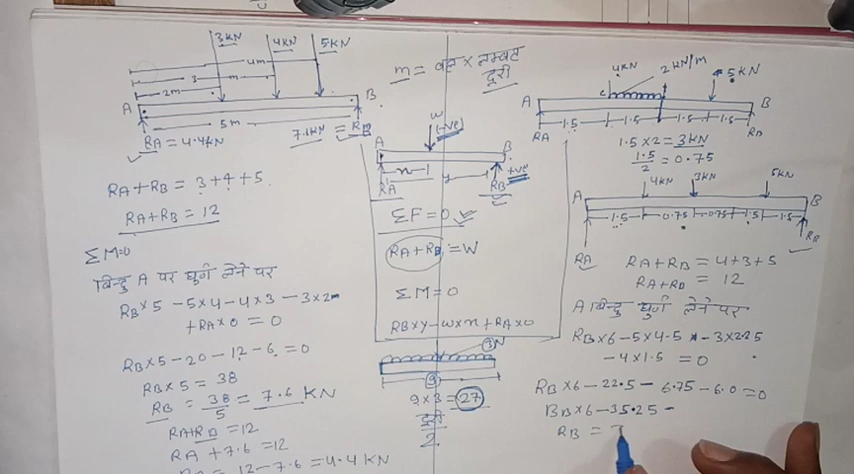 3KN 4KN 5KN
4m
3 m
2m
A B
5m
RA = 4.4KN 7.6KN = RB
RA+RB = 3+4+5
RA+RB = 12
ΣM=0
बिन्दु A पर घुर्ण लेने पर
RB×5 -5×4-4×3 -3×2
+RA×0 = 0
RB×5-20-12-6=0
RB×5 = 38
RB = 38/5 = 7.6 KN
RA+RB=12
RA+7.6=12
12-7.6=4.4KN
m = बल × लम्बवत
दूरी
W
(-ve)
A B
x y
RA RB +ve
ΣF=0
RA+RB=W
ΣM=0
RB×y-W×x+RA×0
③N
⑨
9×3=27
दूरी
2
4KN 2KN/m 5KN
A C B
1.5 1.5 1.5 1.5
RA RB
1.5×2=3KN
1.5/2=0.75
4KN 3KN 5KN
A B
1.5 0.75 0.75 1.5 1.5
RA RB
RA+RB=4+3+5
RA+RB = 12
A बिन्दु घुर्ण लेने पर
RB×6-5×4.5 -3×2.25
-4×1.5 = 0
RB×6-22.5-6.75-6.0=0
RB×6-35.25-
RB =